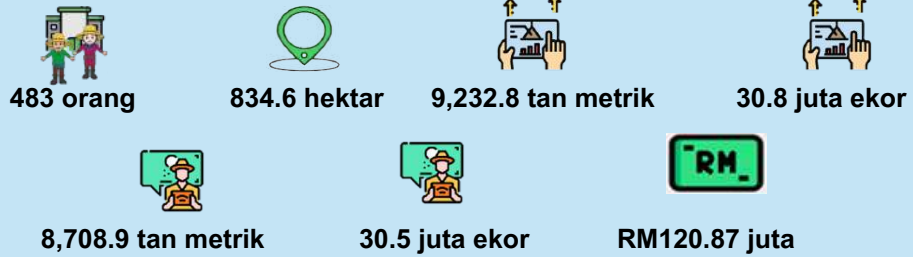 483 orang 834.6 hektar 9,232.8 tan metrik 30.8 juta ekor
RM
8,708.9 tan metrik 30.5 juta ekor RM120.87 juta